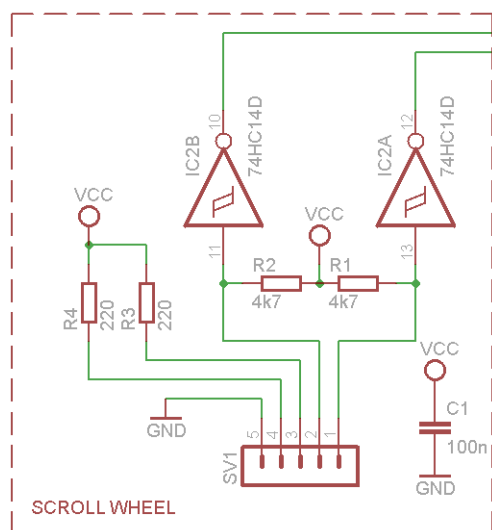 10
12
IC2B
74HC14D
IC2A
74HC14D
VCC
VCC
11
13
R2
R1
4k7
4k7
R4
220
R3
220
VCC
C1
100n
GND
GND
5
4
3
2
1
SV1
SCROLL WHEEL